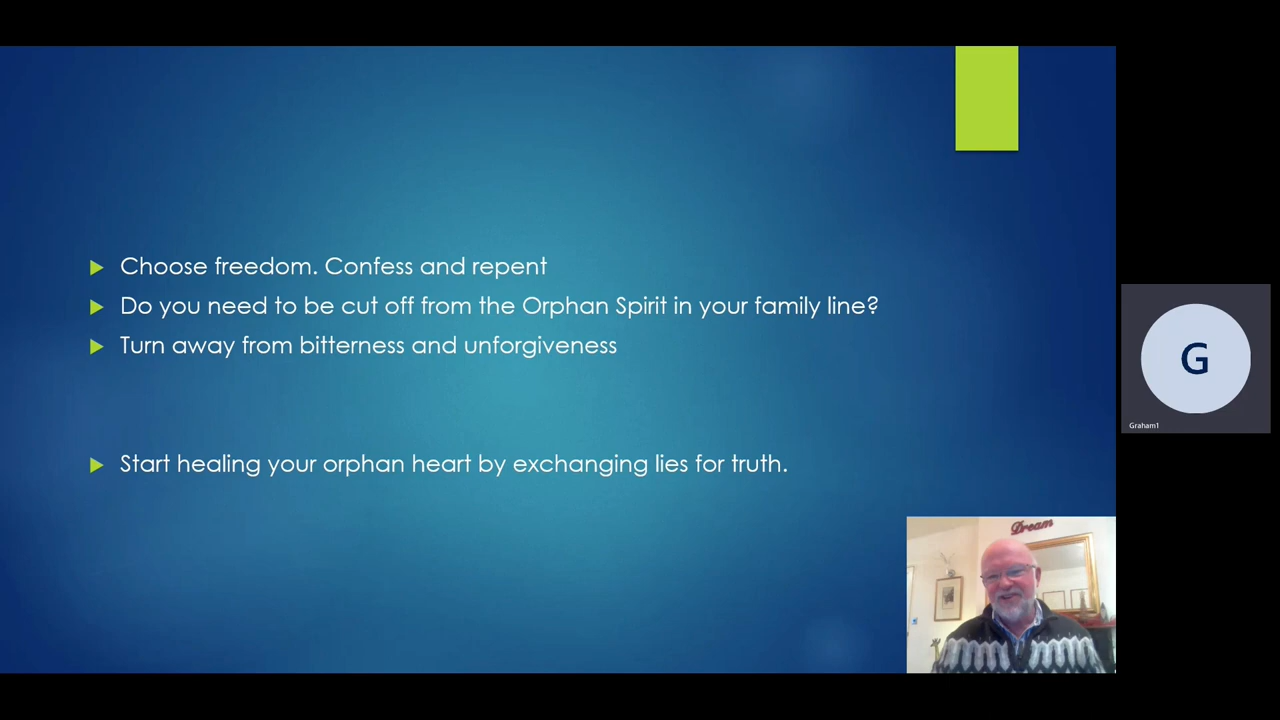 Choose freedom. Confess and repent
Do you need to be cut off from the Orphan Spirit in your family line?
Turn away from bitterness and unforgiveness
Start healing your orphan heart by exchanging lies for truth.
Dream
G
Graham1